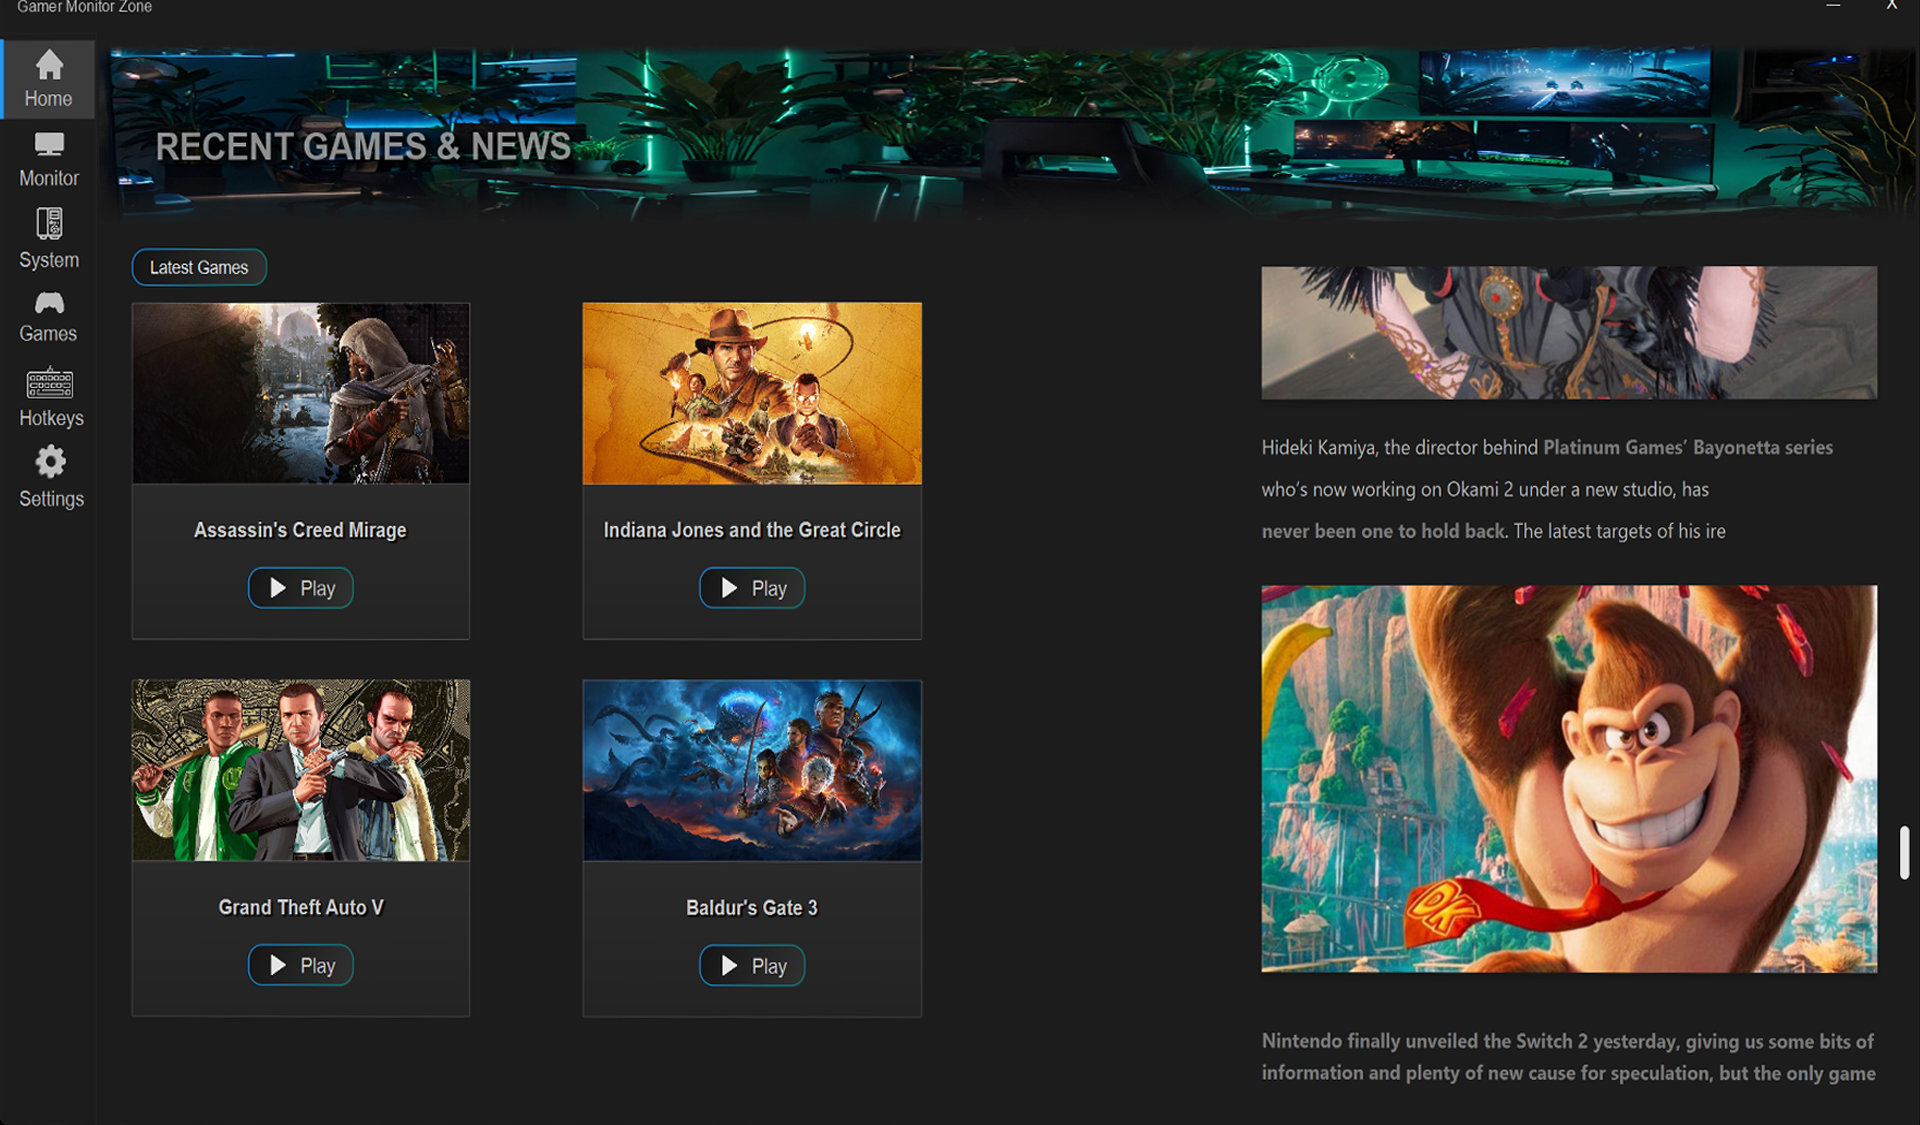 Gamer Monitor Zone
Home
Monitor
System
Games
Hotkeys
Settings
RECENT GAMES & NEWS
Latest Games
Assassin's Creed Mirage
Play
Indiana Jones and the Great Circle
Play
Grand Theft Auto V
Play
Baldur's Gate 3
Play
Hideki Kamiya, the director behind Platinum Games’ Bayonetta series
who’s now working on Okami 2 under a new studio, has
never been one to hold back. The latest targets of his ire
DK
Nintendo finally unveiled the Switch 2 yesterday, giving us some bits of
information and plenty of new cause for speculation, but the only game